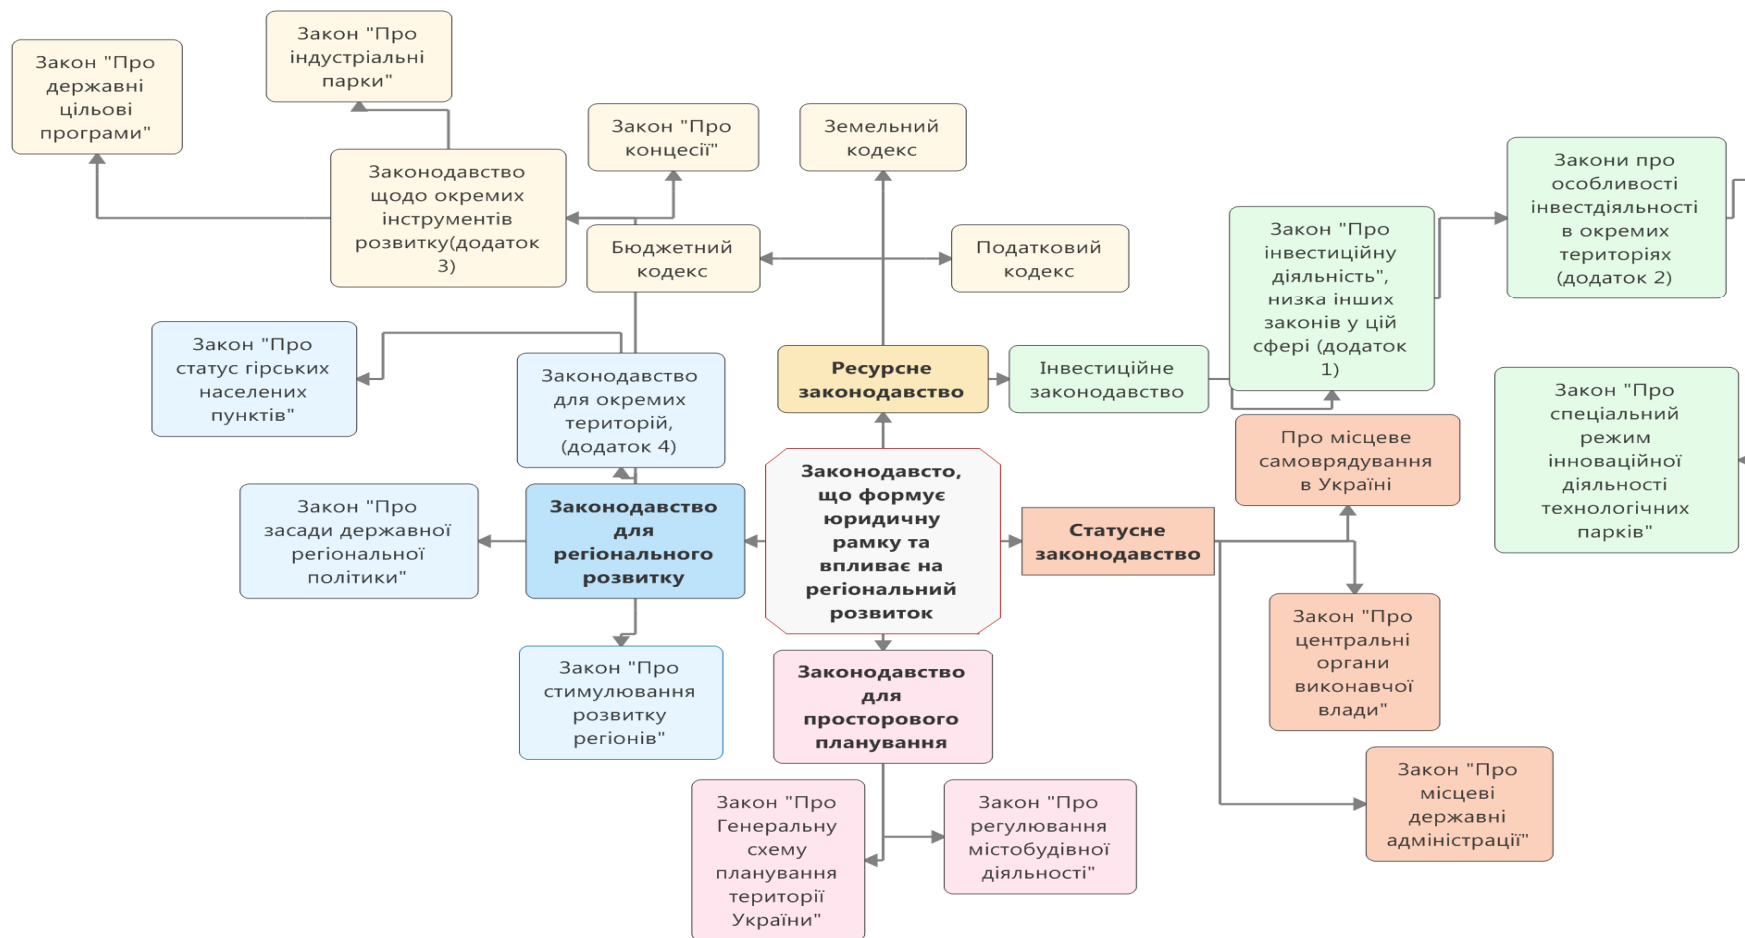 Закон "Про
індустріальні
парки"
Закон "Про
державні
цільові
програми"
Закон "Про
концесії"
Земельний
кодекс
Законодавство
щодо окремих
інструментів
розвитку(додаток
3)
Закони про
особливості
інвестдіяльності
в окремих
територіях
(додаток 2)
Бюджетний
кодекс
Податковий
кодекс
Закон "Про
інвестиційну
діяльність",
низка інших
законів у цій
сфері (додаток
1)
Закон "Про
статус гірських
населених
пунктів"
Законодавство
для окремих
територій,
(додаток 4)
Ресурсне
законодавство
Інвестиційне
законодавство
Закон "Про
спеціальний
режим
інноваційної
діяльності
технологічних
парків"
Про місцеве
самоврядування
в Україні
Закон "Про
засади державної
регіональної
політики"
Законодавство
для
регіонального
розвитку
Законодавсто,
що формує
юридичну
рамку та
впливає на
регіональний
розвиток
Статусне
законодавство
Закон "Про
центральні
органи
виконавчої
влади"
Закон "Про
стимулювання
розвитку
регіонів"
Законодавство
для
просторового
планування
Закон "Про
місцеві
державні
адміністрації"
Закон "Про
Генеральну
схему
планування
території
України"
Закон "Про
регулювання
містобудівної
діяльності"